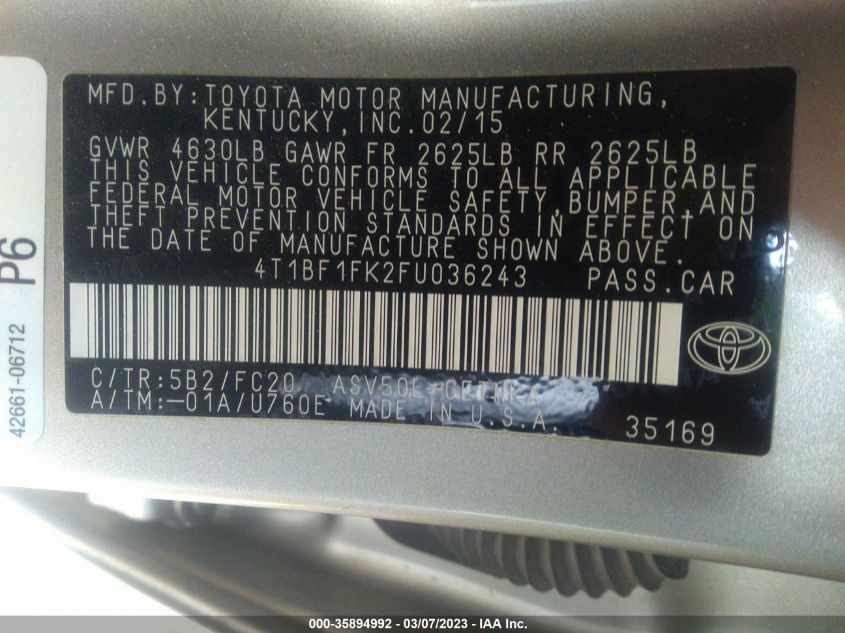 MFD.BY:TOYOTA MOTOR MANUFACTURING,
KENTUCKY,INC.02/15
GVWR 4630LB GAWR FR 2625LB RR 2625LB
THIS VEHICLE CONFORMS TO ALL APPLICABLE
FEDERAL MOTOR VEHICLE SAFETY,BUMPER,AND
THEFT PREVENTION STANDARDS IN EFFECT ON
THE DATE OF MANUFACTURE SHOWN ABOVE.
4T1BF1FK2FU036243 PASS.CAR
C/TR:5B2/FC20 ASV50L-CETNKA
A/TM:-01A/U760E MADE IN U.S.A.
35169
P6
42661-06712
000-35894992 - 03/07/2023 - IAA Inc.